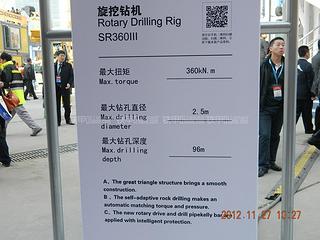 旋挖钻机
Rotary Drilling Rig
SR360III
最大扭矩 360kN.m
Max.torque
最大钻孔直径 2.5m
Max.drilling
diameter
最大钻孔深度 96m
Max.drilling
depth
A、The great triangle structure brings a smooth
construction.
B、The self-adaptive rock drilling makes an
automatic matching torque and pressure.
C、The new rotary drive and drill pipekelly bar
applied with intelligent protection.
2012.11.27 10:27